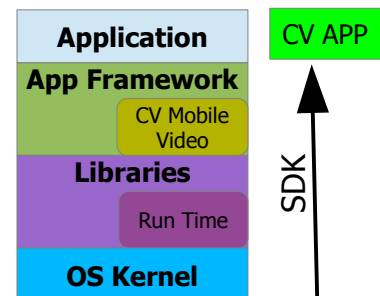 Application
CV APP
App Framework
CV Mobile
Video
Libraries
SDK
Run Time
OS Kernel